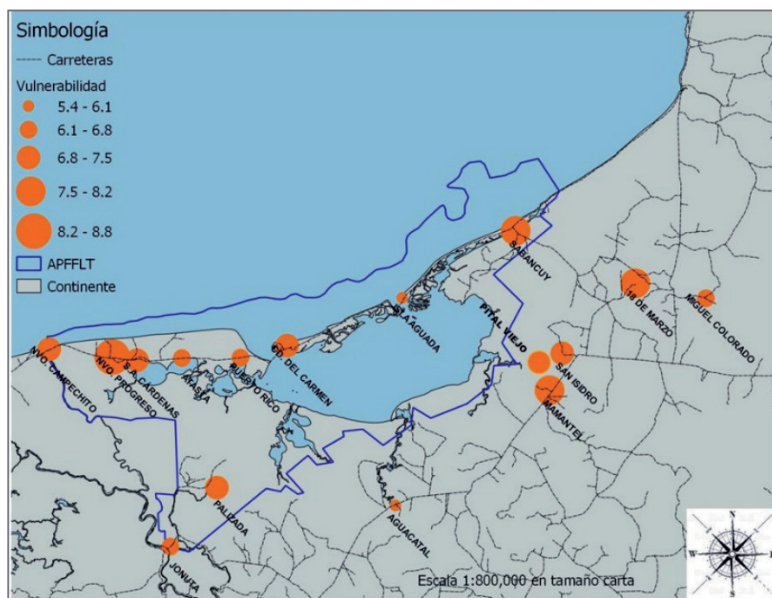 Simbología
Carreteras
Vulnerabilidad
5.4 - 6.1
6.1 - 6.8
6.8 - 7.5
7.5 - 8.2
8.2 - 8.8
APFFLT
Continente
SABANCUY
ISLA AGUADA
18 DE MARZO
MIGUEL COLORADO
PITAL VIEJO
SAN ISIDRO
MAMANTEL
CD. DEL CARMEN
PUERTO RICO
NVO. PROGRESO
NVO. CAMPECHITO
PALIZADA
AGUACATAL
JONUTA
Escala 1:800,000 en tamaño carta
N
W
S